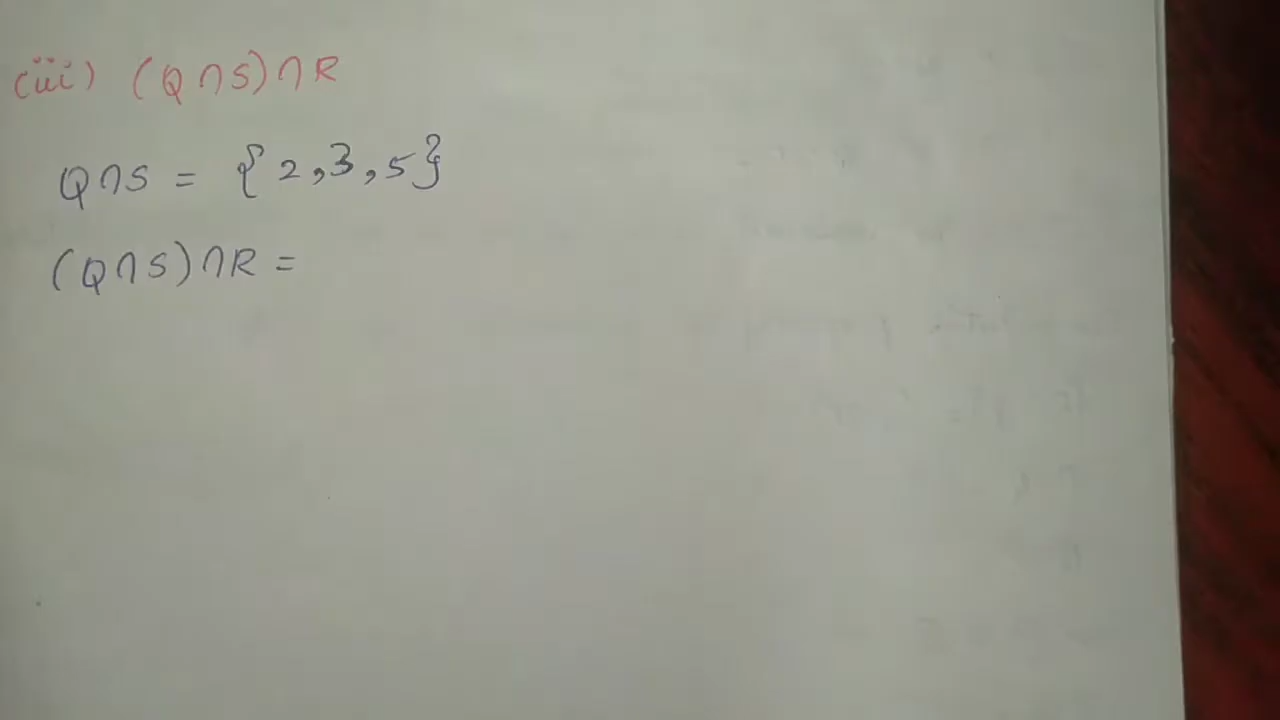 (iii) (Q∩S)∩R
Q∩S = {2,3,5}
(Q∩S)∩R =